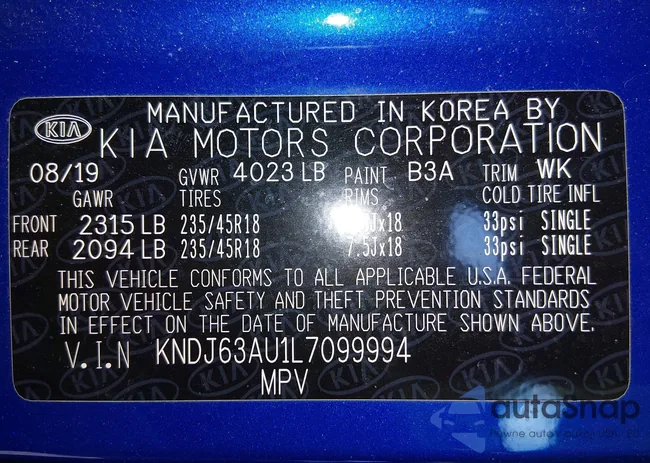 MANUFACTURED IN KOREA BY
KIA KIA MOTORS CORPORATION
08/19 GVWR 4023 LB PAINT B3A TRIM WK
GAWR TIRES RIMS COLD TIRE INFL
FRONT 2315 LB 235/45R18 33psi SINGLE
REAR 2094 LB 235/45R18 7.5Jx18 33psi SINGLE
THIS VEHICLE CONFORMS TO ALL APPLICABLE U.S.A. FEDERAL
MOTOR VEHICLE SAFETY AND THEFT PREVENTION STANDARDS
IN EFFECT ON THE DATE OF MANUFACTURE SHOWN ABOVE.
V.I.N KNDJ63AU1L7099994
MPV
autaSnap